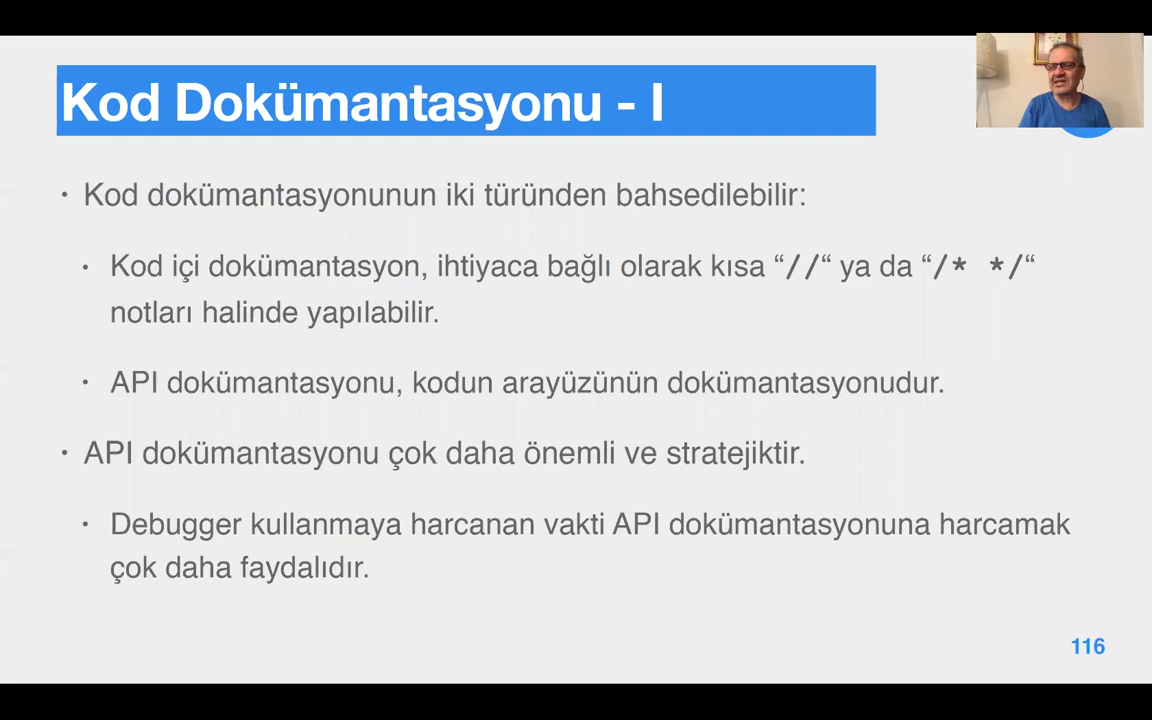 Kod Dokümantasyonu - I
• Kod dokümantasyonunun iki türünden bahsedilebilir:
• Kod içi dokümantasyon, ihtiyaca bağlı olarak kısa “//“ ya da “/* */“
notları halinde yapılabilir.
• API dokümantasyonu, kodun arayüzünün dokümantasyonudur.
• API dokümantasyonu çok daha önemli ve stratejiktir.
• Debugger kullanmaya harcanan vakti API dokümantasyonuna harcamak
çok daha faydalıdır.
116